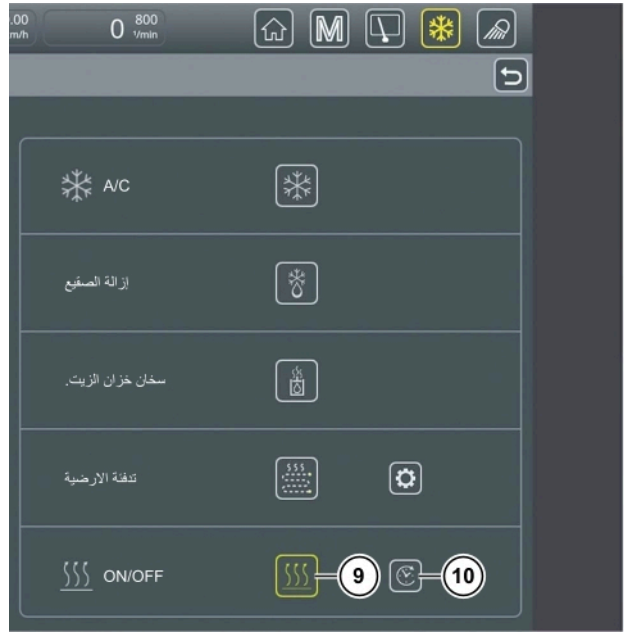 .00 m/h
0
800
1/min
M
A/C
إزالة الصقيع
سخان خزان الزيت.
تدفئة الارضية
ON/OFF
9
10